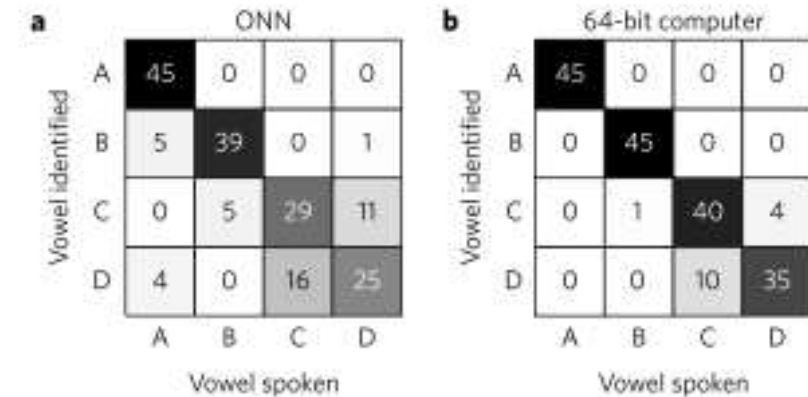 a ONN
Vowel identified
A 45 0 0 0
B 5 39 0 1
C 0 5 29 11
D 4 0 16 25
A B C D
Vowel spoken
b 64-bit computer
Vowel identified
A 45 0 0 0
B 0 45 0 0
C 0 1 40 4
D 0 0 10 35
A B C D
Vowel spoken